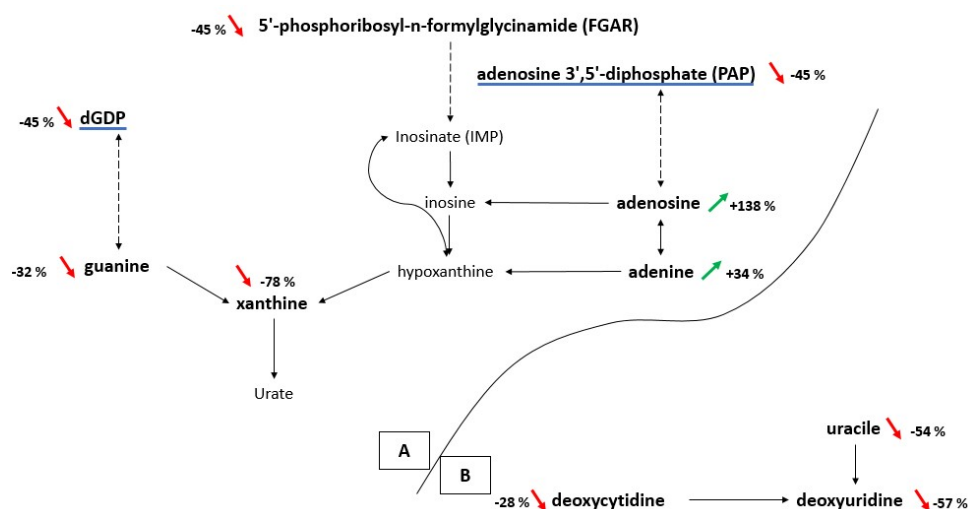 -45 % 5'-phosphoribosyl-n-formylglycinamide (FGAR)
adenosine 3',5'-diphosphate (PAP) -45 %
-45 % dGDP
Inosinate (IMP)
inosine adenosine +138 %
-32 % guanine hypoxanthine adenine +34 %
-78 %
xanthine
Urate
uracile -54 %
A
B
-28 % deoxycytidine deoxyuridine -57 %